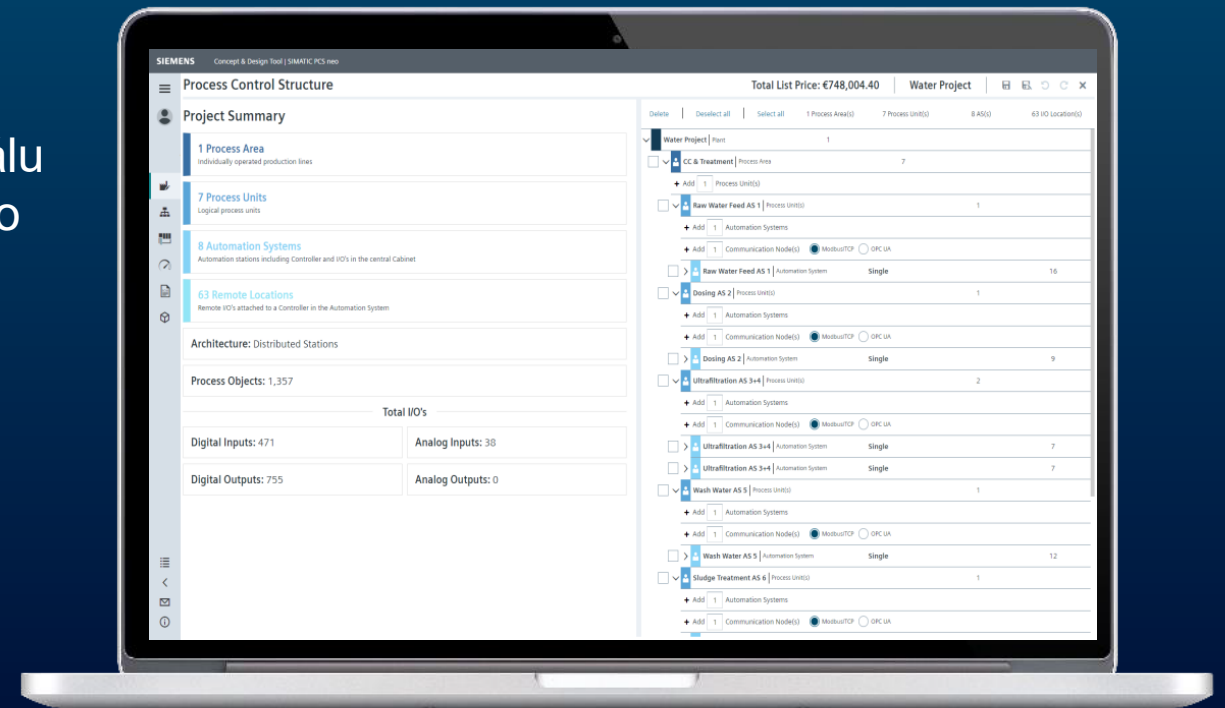 alu
o
SIEMENS Concept & Design Tool | SIMATIC PCS neo
Process Control Structure
Total List Price: €748,004.40
Water Project
Project Summary
1 Process Area
Individually operated production lines
7 Process Units
Logical process units
8 Automation Systems
Automation stations including Controller and I/O's in the central Cabinet
63 Remote Locations
Remote I/O's attached to a Controller in the Automation System
Architecture: Distributed Stations
Process Objects: 1,357
Total I/O's
Digital Inputs: 471
Analog Inputs: 38
Digital Outputs: 755
Analog Outputs: 0
Delete | Deselect all | Select all 1 Process Area(s) 7 Process Unit(s) 8 AS(s) 63 I/O Location(s)
Water Project | Plant 1
CC & Treatment | Process Area 7
+ Add 1 Process Unit(s)
Raw Water Feed AS 1 | Process Unit(s) 1
+ Add 1 Automation Systems
+ Add 1 Communication Node(s) ModbusTCP OPC UA
Raw Water Feed AS 1 | Automation System Single 16
Dosing AS 2 | Process Unit(s) 1
+ Add 1 Automation Systems
+ Add 1 Communication Node(s) ModbusTCP OPC UA
Dosing AS 2 | Automation System Single 9
Ultrafiltration AS 3+4 | Process Unit(s) 2
+ Add 1 Automation Systems
+ Add 1 Communication Node(s) ModbusTCP OPC UA
Ultrafiltration AS 3+4 | Automation System Single 7
Ultrafiltration AS 3+4 | Automation System Single 7
Wash Water AS 5 | Process Unit(s) 1
+ Add 1 Automation Systems
+ Add 1 Communication Node(s) ModbusTCP OPC UA
Wash Water AS 5 | Automation System Single 12
Sludge Treatment AS 6 | Process Unit(s) 1
+ Add 1 Automation Systems
+ Add 1 Communication Node(s) ModbusTCP OPC UA